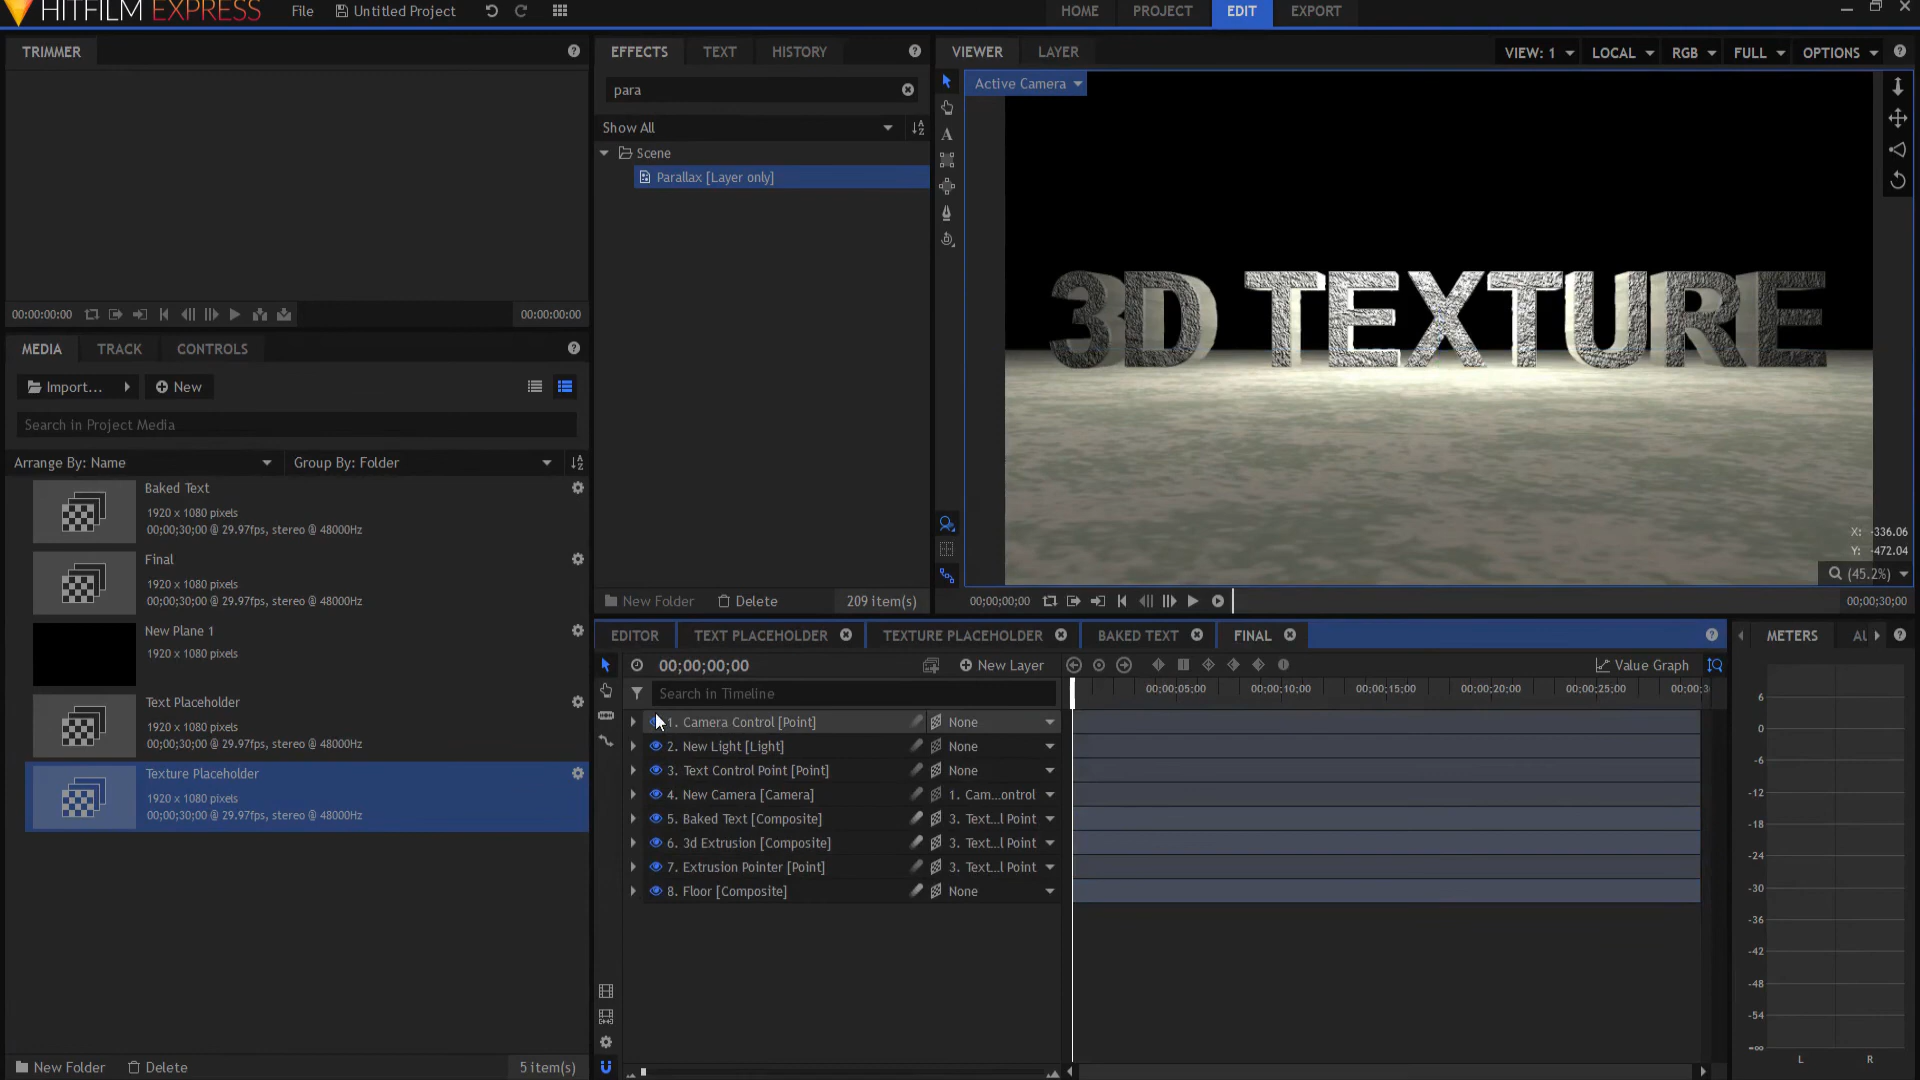 HITFILM EXPRESS File Untitled Project HOME PROJECT EDIT EXPORT
TRIMMER
EFFECTS TEXT HISTORY
VIEWER LAYER VIEW: 1 LOCAL RGB FULL OPTIONS
para
Active Camera
Show All
Scene
Parallax [Layer only]
3D TEXTURE
00:00:00:00 00:00:00:00
MEDIA TRACK CONTROLS
Import... New
Search in Project Media
Arrange By: Name Group By: Folder
Baked Text
1920 x 1080 pixels
00;00;30;00 @ 29.97fps, stereo @ 48000Hz
Final
1920 x 1080 pixels
00;00;30;00 @ 29.97fps, stereo @ 48000Hz
New Plane 1
1920 x 1080 pixels
Text Placeholder
1920 x 1080 pixels
00;00;30;00 @ 29.97fps, stereo @ 48000Hz
Texture Placeholder
1920 x 1080 pixels
00;00;30;00 @ 29.97fps, stereo @ 48000Hz
New Folder Delete 5 item(s)
New Folder Delete 209 item(s)
X: -336.06
Y: -472.04
(45.2%)
00;00;00;00 00;00;30;00
EDITOR TEXT PLACEHOLDER TEXTURE PLACEHOLDER BAKED TEXT FINAL
00;00;00;00 New Layer Value Graph
Search in Timeline
00;00;05;00 00;00;10;00 00;00;15;00 00;00;20;00 00;00;25;00 00;00;3
1. Camera Control [Point] None
2. New Light [Light] None
3. Text Control Point [Point] None
4. New Camera [Camera] 1. Cam...ontrol
5. Baked Text [Composite] 3. Text...l Point
6. 3d Extrusion [Composite] 3. Text...l Point
7. Extrusion Pointer [Point] 3. Text...l Point
8. Floor [Composite] None
METERS
6
0
-6
-12
-18
-24
-30
-36
-42
-48
-54
-∞
L R